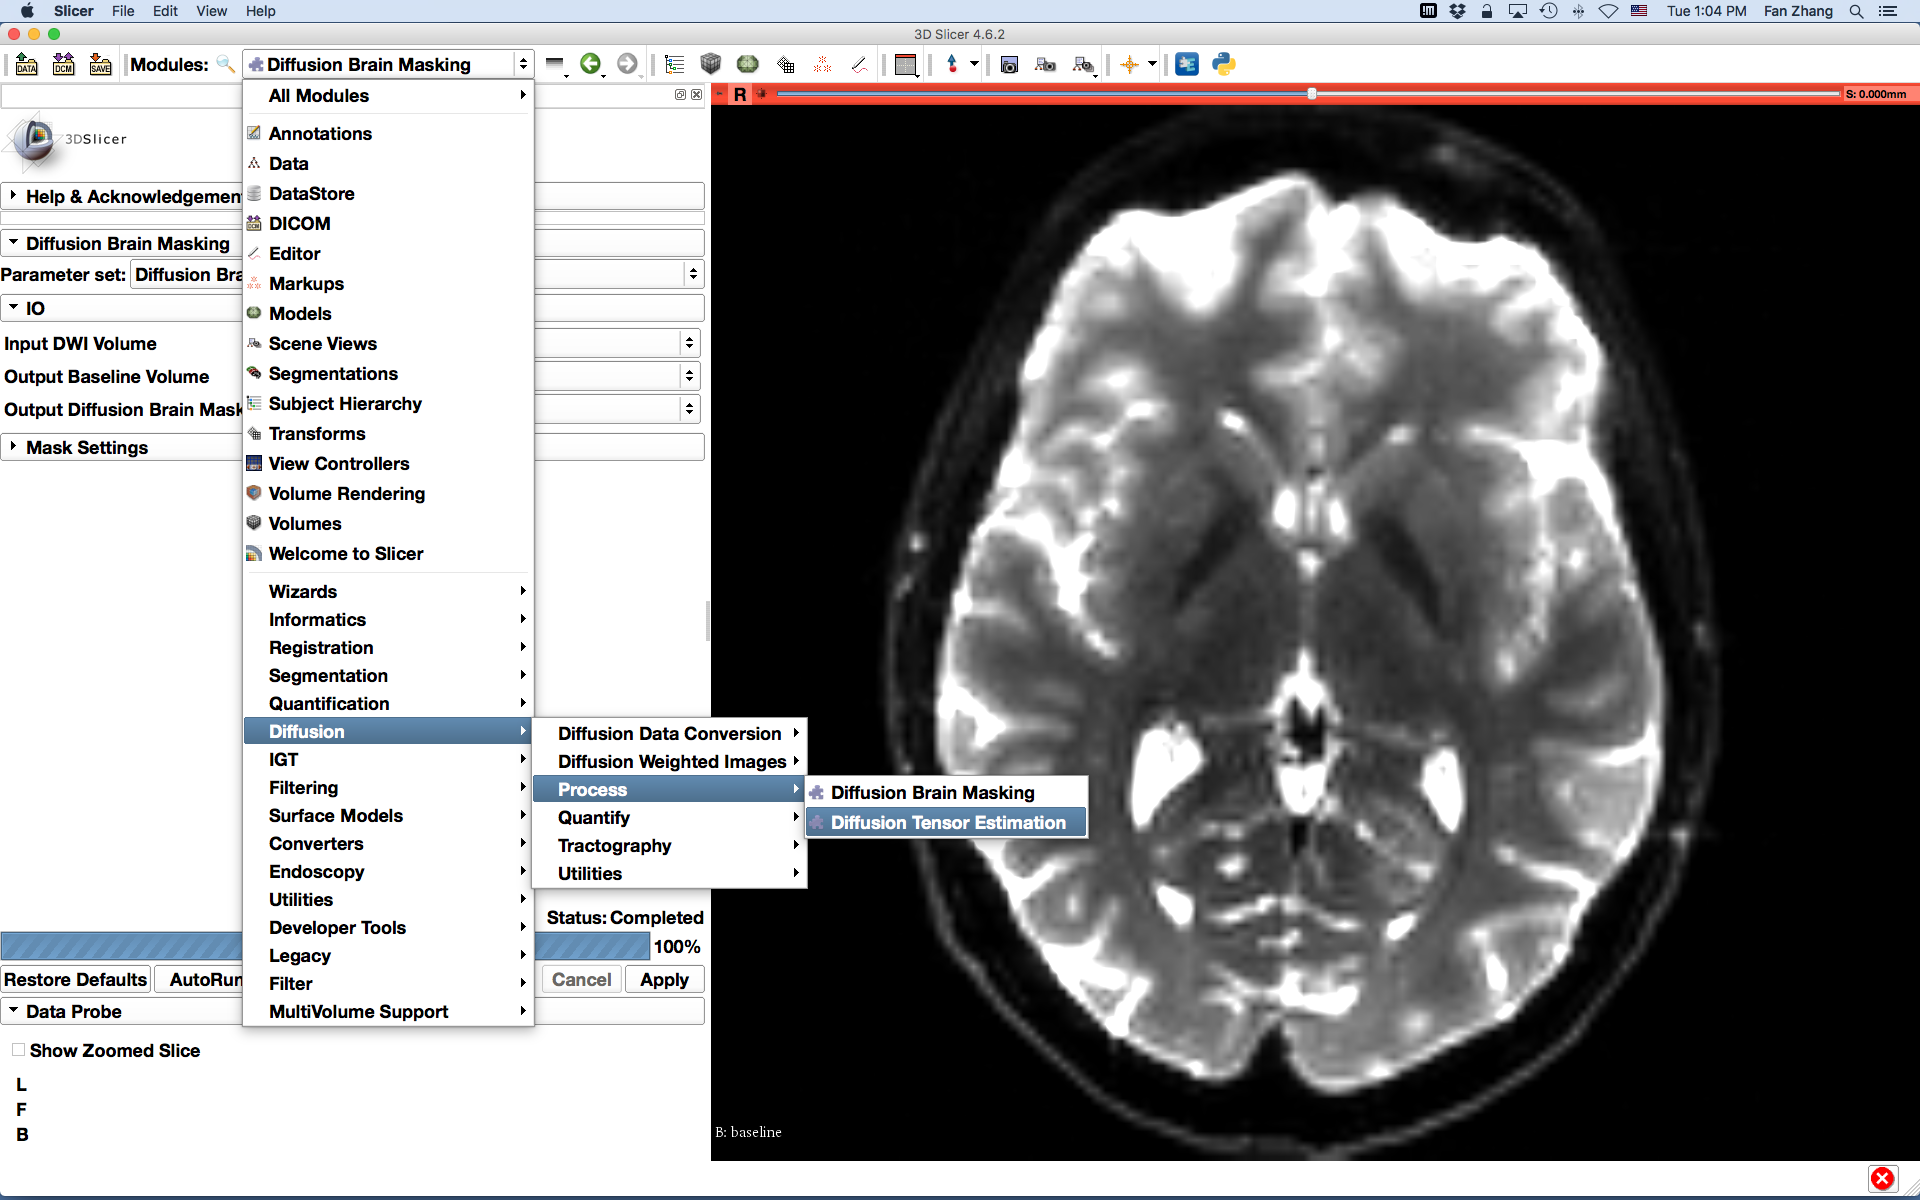 Slicer File Edit View Help Tue 1:04 PM Fan Zhang
3D Slicer 4.6.2
DATA DCM SAVE Modules: Diffusion Brain Masking
R S: 0.000mm
3DSlicer
Help & Acknowledgemen
Diffusion Brain Masking
Parameter set: Diffusion Bra
IO
Input DWI Volume
Output Baseline Volume
Output Diffusion Brain Mask
Mask Settings
All Modules
Annotations
Data
DataStore
DICOM
Editor
Markups
Models
Scene Views
Segmentations
Subject Hierarchy
Transforms
View Controllers
Volume Rendering
Volumes
Welcome to Slicer
Wizards
Informatics
Registration
Segmentation
Quantification
Diffusion
IGT
Filtering
Surface Models
Converters
Endoscopy
Utilities
Developer Tools
Legacy
Filter
MultiVolume Support
Diffusion Data Conversion
Diffusion Weighted Images
Process
Quantify
Tractography
Utilities
Diffusion Brain Masking
Diffusion Tensor Estimation
Status: Completed
100%
Restore Defaults AutoRun Cancel Apply
Data Probe
Show Zoomed Slice
L
F
B
B: baseline